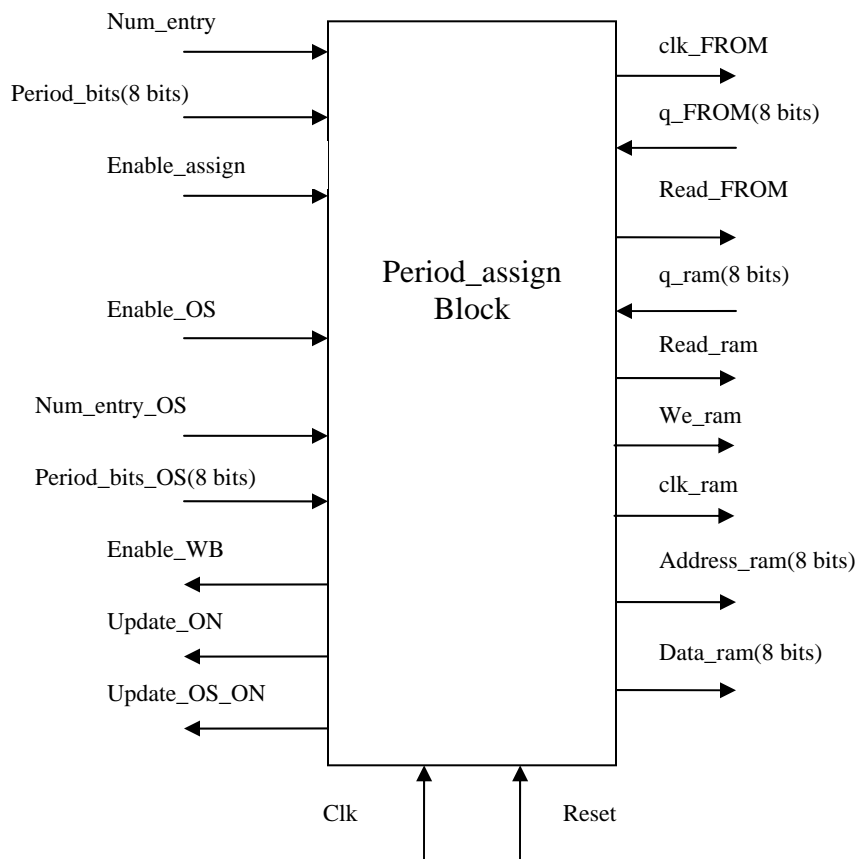 Num_entry
Period_bits(8 bits)
Enable_assign
Enable_OS
Num_entry_OS
Period_bits_OS(8 bits)
Enable_WB
Update_ON
Update_OS_ON
Period_assign
Block
clk_FROM
q_FROM(8 bits)
Read_FROM
q_ram(8 bits)
Read_ram
We_ram
clk_ram
Address_ram(8 bits)
Data_ram(8 bits)
Clk
Reset